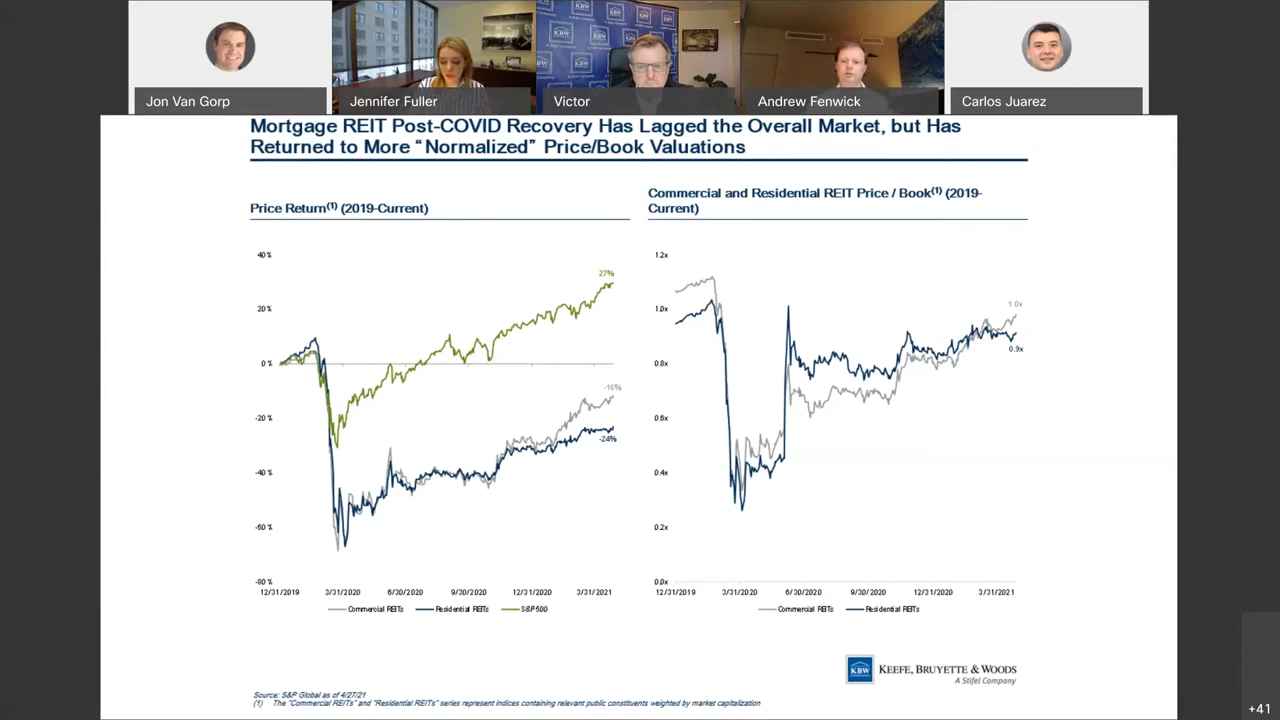 Jon Van Gorp
Jennifer Fuller
Victor
Andrew Fenwick
Carlos Juarez
KBW
A Stifel Company
Mortgage REIT Post-COVID Recovery Has Lagged the Overall Market, but Has
Returned to More “Normalized” Price/Book Valuations
Price Return(1) (2019-Current)
40%
20%
0%
-20%
-40%
-60%
-80%
27%
-16%
-24%
12/31/2019 3/31/2020 6/30/2020 9/30/2020 12/31/2020 3/31/2021
Commercial REITs Residential REITs S&P500
Commercial and Residential REIT Price / Book(1) (2019-
Current)
1.2x
1.0x
0.8x
0.6x
0.4x
0.2x
0.0x
1.0x
0.9x
12/31/2019 3/31/2020 6/30/2020 9/30/2020 12/31/2020 3/31/2021
Commercial REITs Residential REITs
KBW KEEFE, BRUYETTE & WOODS
A Stifel Company
Source: S&P Global as of 4/27/21
(1) The "Commercial REITs" and "Residential REITs" series represent indices containing relevant public constituents weighted by market capitalization
+41